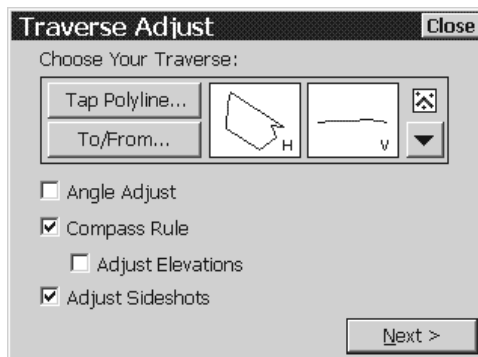 Traverse Adjust Close
Choose Your Traverse:
Tap Polyline...
To/From...
H
V
Angle Adjust
Compass Rule
Adjust Elevations
Adjust Sideshots
Next >